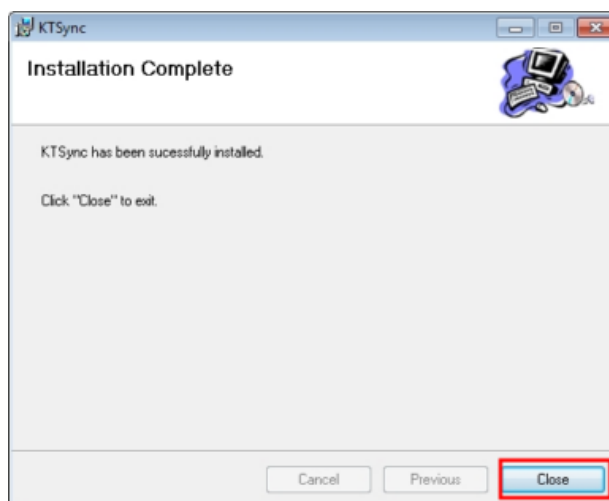 KTSync
Installation Complete
KTSync has been sucessfully installed.
Click "Close" to exit.
Cancel Previous Close